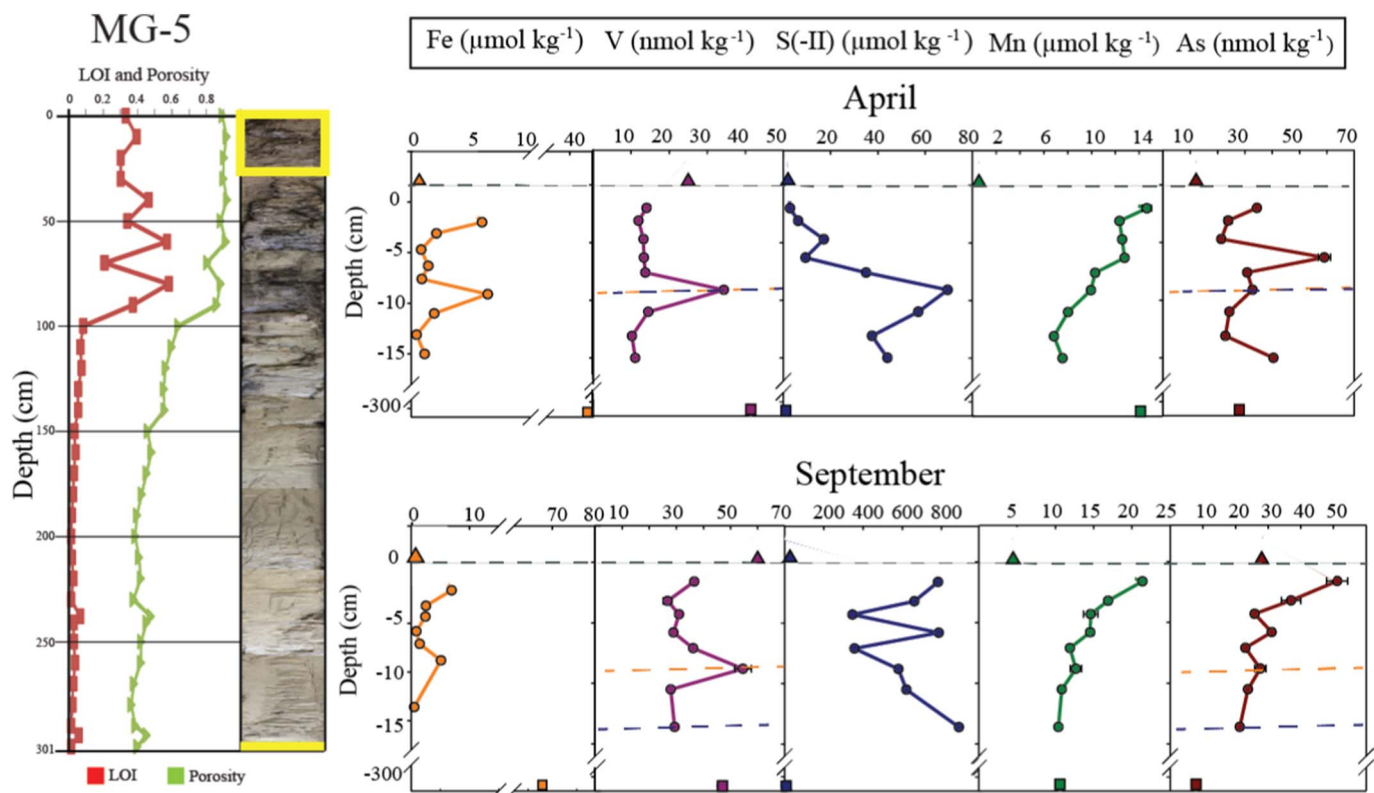 MG-5
LOI and Porosity
0 0.2 0.4 0.6 0.8
0
50
100
150
200
250
301
Depth (cm)
LOI Porosity
Fe (μmol kg⁻¹) V (nmol kg⁻¹) S(-II) (μmol kg⁻¹) Mn (μmol kg⁻¹) As (nmol kg⁻¹)
April
0 5 10 40 10 30 40 50 20 40 60 80 2 6 10 14 10 30 50 70
0
-5
-10
-15
-300
Depth (cm)
September
0 10 70 80 10 30 50 70 200 400 600 800 5 10 15 20 25 10 20 30 40 50
0
-5
-10
-15
-300
Depth (cm)